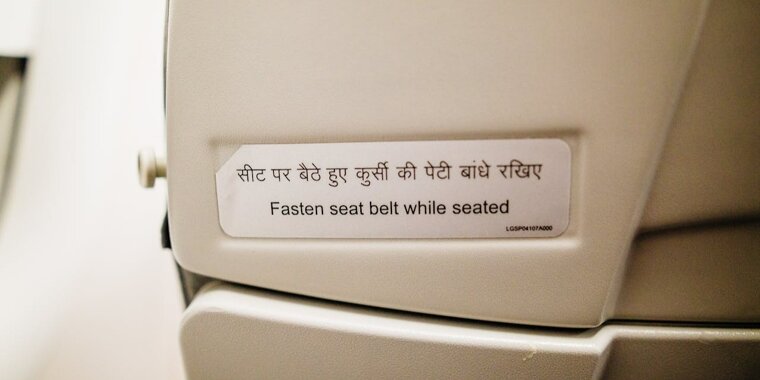 सीट पर बैठे हुए कुर्सी की पेटी बांधे रखिए
Fasten seat belt while seated
LGSP04107A000